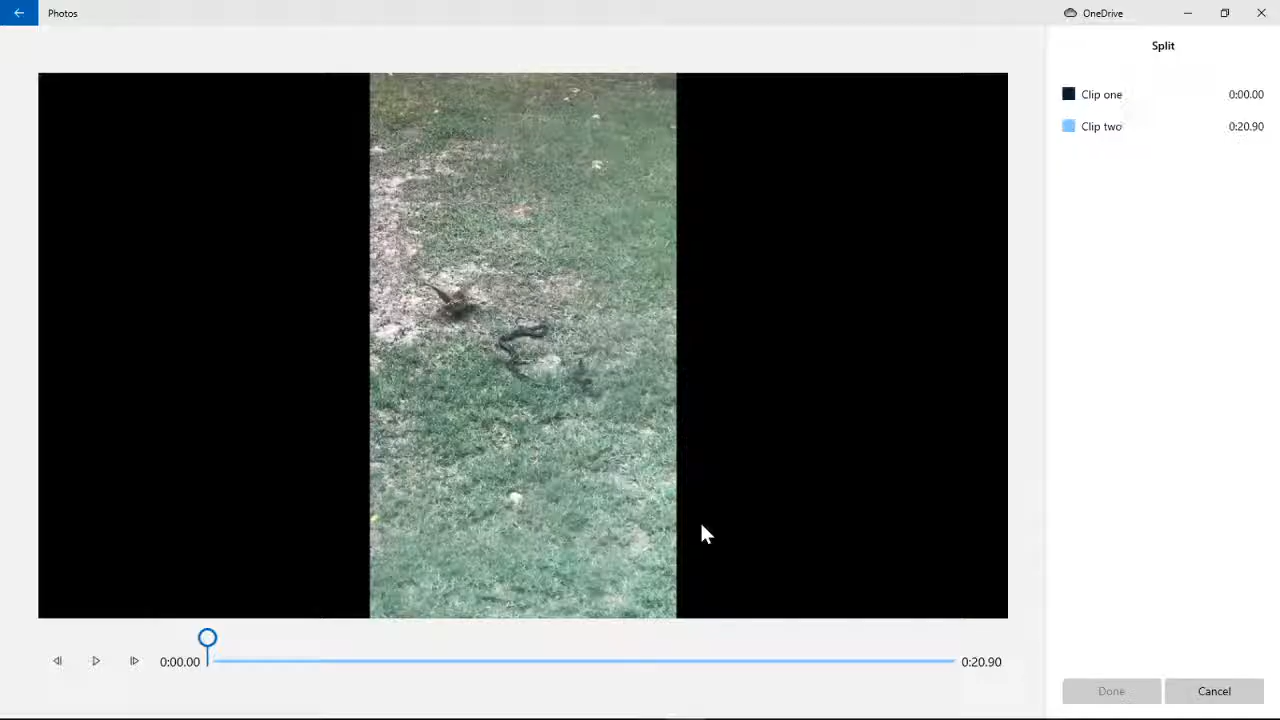 Photos
OneDrive
Split
Clip one 0:00.00
Clip two 0:20.90
0:00.00 0:20.90
Done Cancel